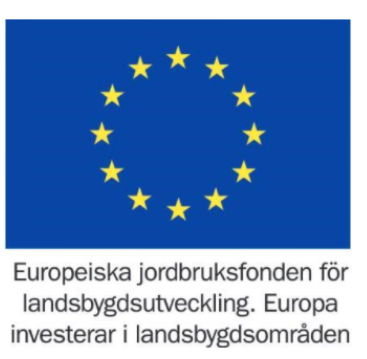 Europeiska jordbruksfonden för
landsbygdsutveckling. Europa
investerar i landsbygdsområden